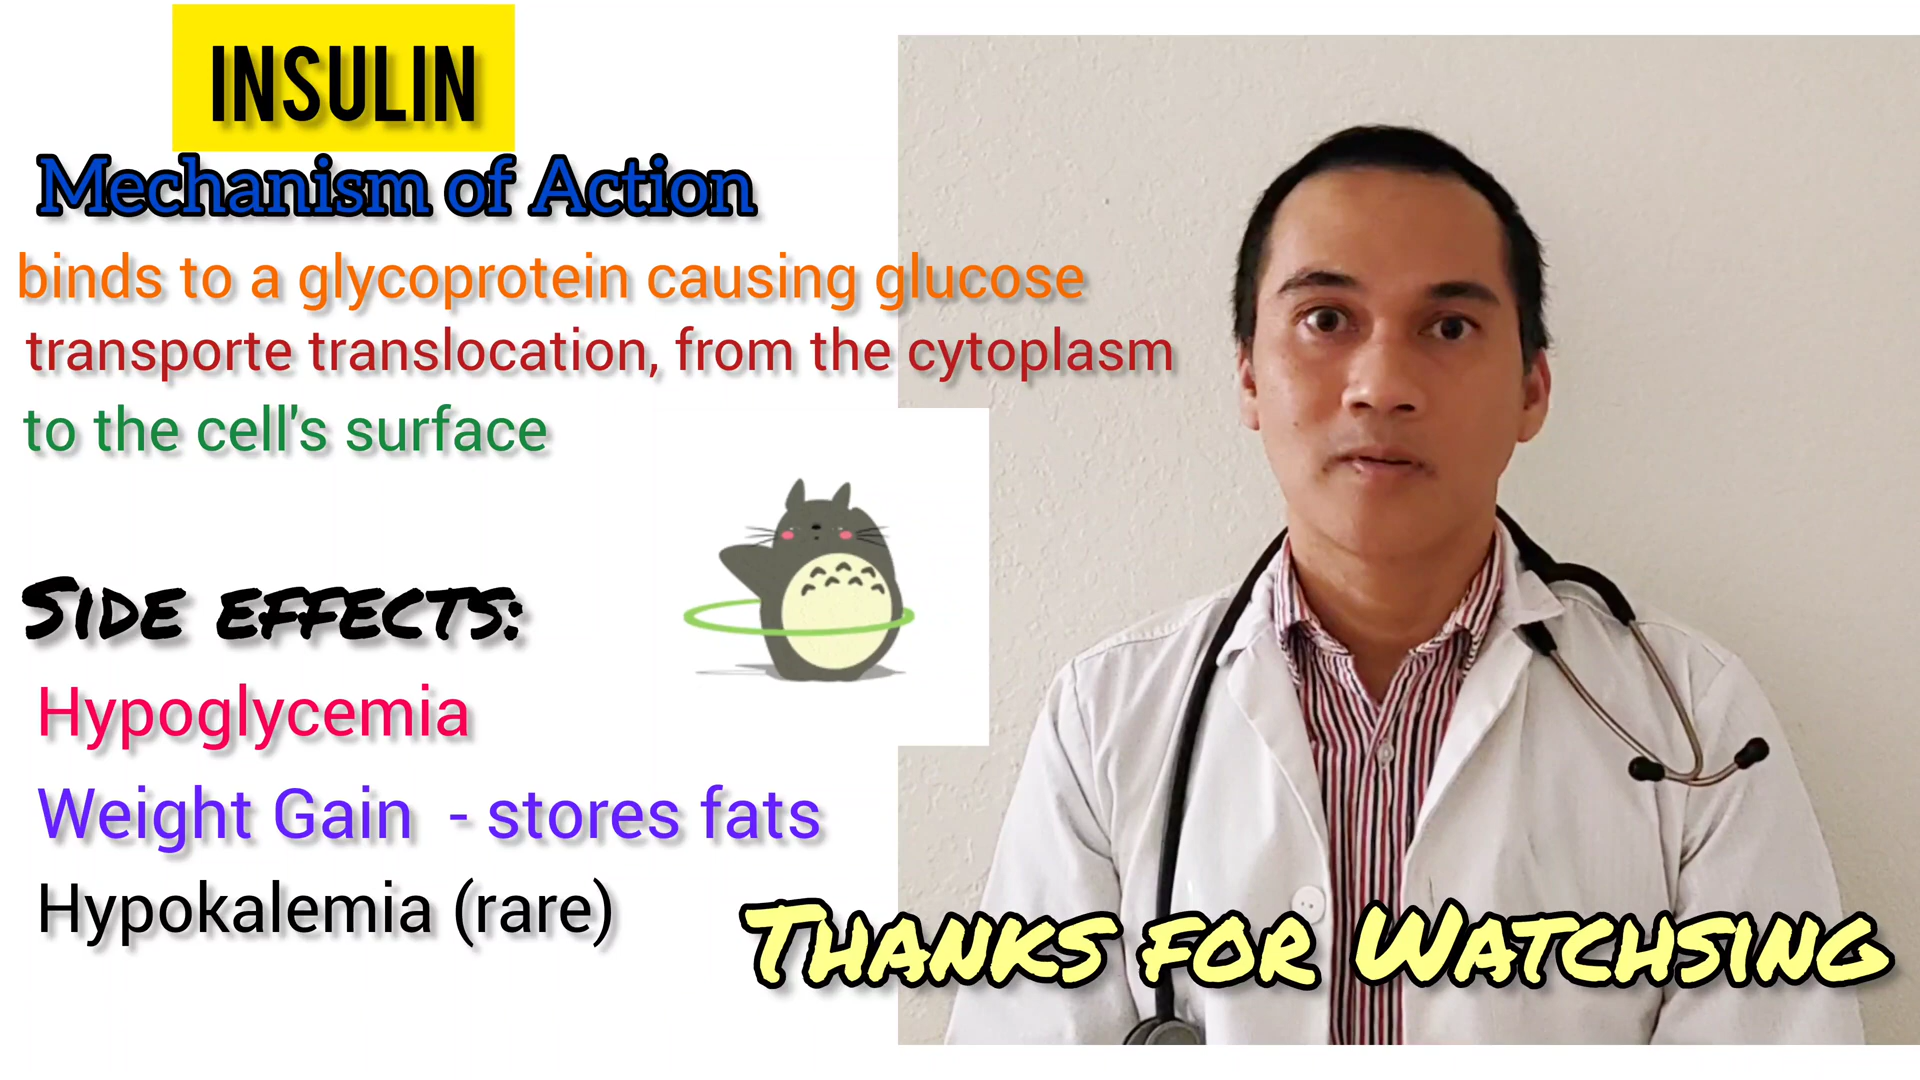 INSULIN
Mechanism of Action
binds to a glycoprotein causing glucose
transporte translocation, from the cytoplasm
to the cell's surface
SIDE EFFECTS:
Hypoglycemia
Weight Gain - stores fats
Hypokalemia (rare)
THANKS FOR WATCHSING